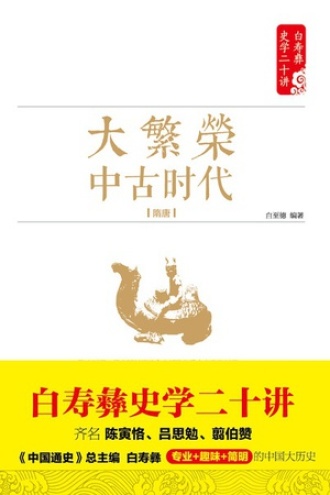 白寿彝
史学二十讲
大繁榮
中古时代
【隋唐】
白至德 编著
白寿彝史学二十讲
齐名 陈寅恪、吕思勉、翦伯赞
《中国通史》总主编 白寿彝 专业+趣味+简明 的中国大历史